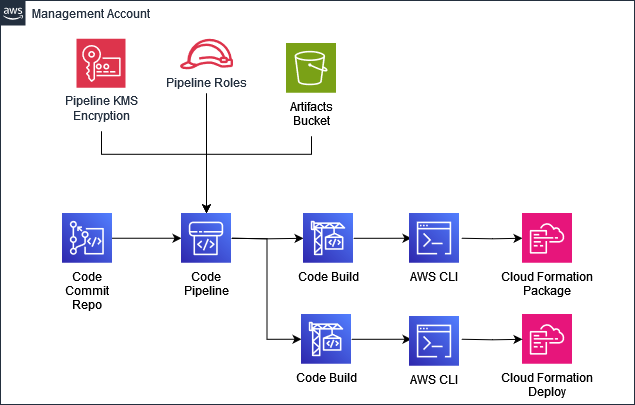 aws
Management Account
Pipeline KMS
Encryption
Pipeline Roles
Artifacts
Bucket
Code
Commit
Repo
Code
Pipeline
Code Build
AWS CLI
Cloud Formation
Package
Code Build
AWS CLI
Cloud Formation
Deploy